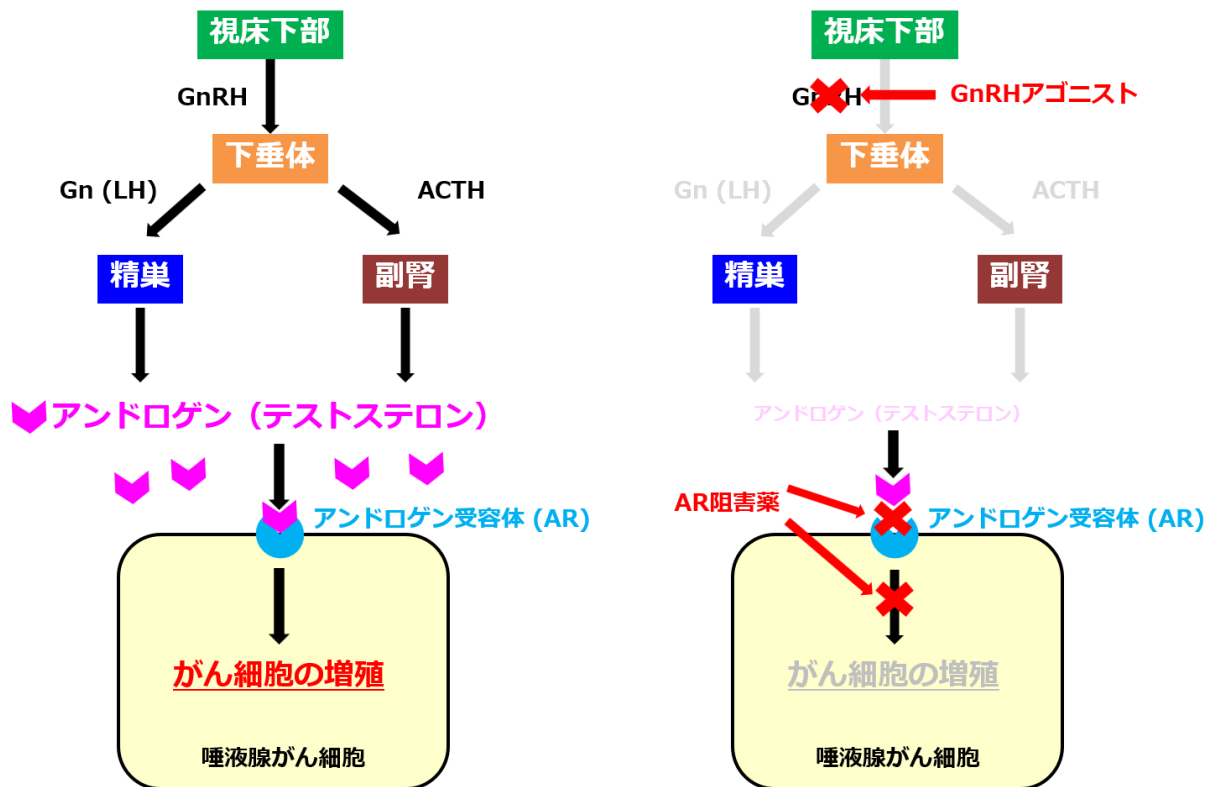 視床下部
GnRH
下垂体
Gn (LH)
ACTH
精巣
副腎
アンドロゲン（テストステロン）
アンドロゲン受容体 (AR)
がん細胞の増殖
唾液腺がん細胞
視床下部
GnRH
GnRHアゴニスト
下垂体
Gn (LH)
ACTH
精巣
副腎
アンドロゲン（テストステロン）
AR阻害薬
アンドロゲン受容体 (AR)
がん細胞の増殖
唾液腺がん細胞